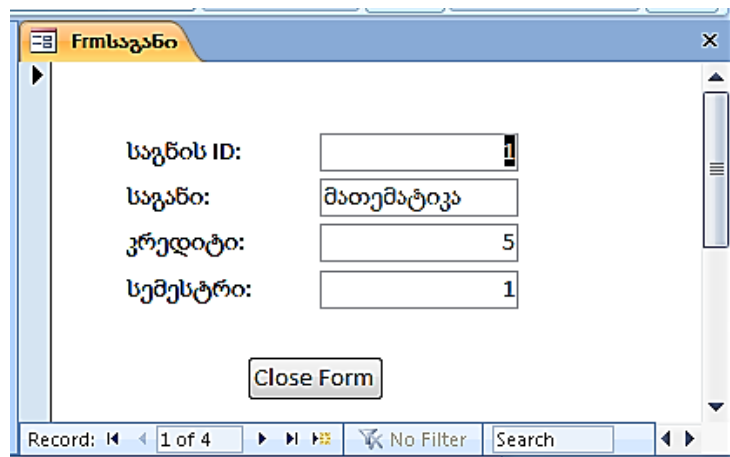 Frmსაგანი
საგნის ID: 1
საგანი: მათემატიკა
კრედიტი: 5
სემესტრი: 1
Close Form
Record: 1 of 4 No Filter Search